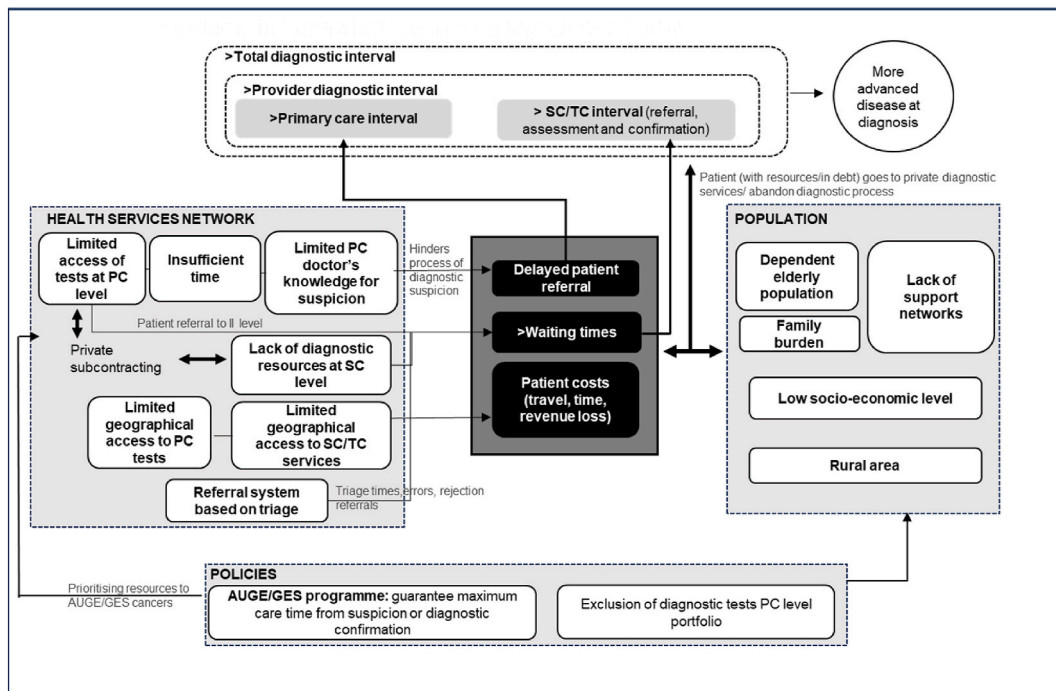 >Total diagnostic interval
>Provider diagnostic interval
>Primary care interval
> SC/TC interval (referral,
assessment and confirmation)
More
advanced
disease at
diagnosis
Patient (with resources/in debt) goes to private diagnostic
services/ abandon diagnostic process
HEALTH SERVICES NETWORK
Limited
access of
tests at PC
level
Insufficient
time
Limited PC
doctor's
knowledge for
suspicion
Hinders
process of
diagnostic
suspicion
Patient referral to II level
Private
subcontracting
Lack of diagnostic
resources at SC
level
Limited
geographical
access to PC
tests
Limited
geographical
access to SC/TC
services
Referral system
based on triage
Triage times,errors, rejection
referrals
Delayed patient
referral
>Waiting times
Patient costs
(travel, time,
revenue loss)
POPULATION
Dependent
elderly
population
Lack of
support
networks
Family
burden
Low socio-economic level
Rural area
Prioritising resources to
AUGE/GES cancers
POLICIES
AUGE/GES programme: guarantee maximum
care time from suspicion or diagnostic
confirmation
Exclusion of diagnostic tests PC level
portfolio